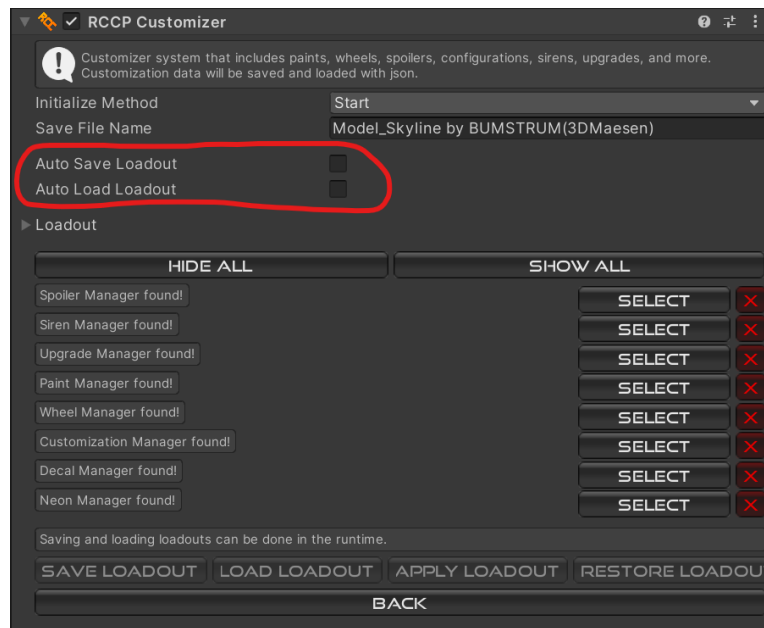 RCCP Customizer
Customizer system that includes paints, wheels, spoilers, configurations, sirens, upgrades, and more.
Customization data will be saved and loaded with json.
Initialize Method Start
Save File Name Model_Skyline by BUMSTRUM(3DMaesen)
Auto Save Loadout
Auto Load Loadout
Loadout
HIDE ALL SHOW ALL
Spoiler Manager found! SELECT X
Siren Manager found! SELECT X
Upgrade Manager found! SELECT X
Paint Manager found! SELECT X
Wheel Manager found! SELECT X
Customization Manager found! SELECT X
Decal Manager found! SELECT X
Neon Manager found! SELECT X
Saving and loading loadouts can be done in the runtime.
SAVE LOADOUT LOAD LOADOUT APPLY LOADOUT RESTORE LOADOU
BACK